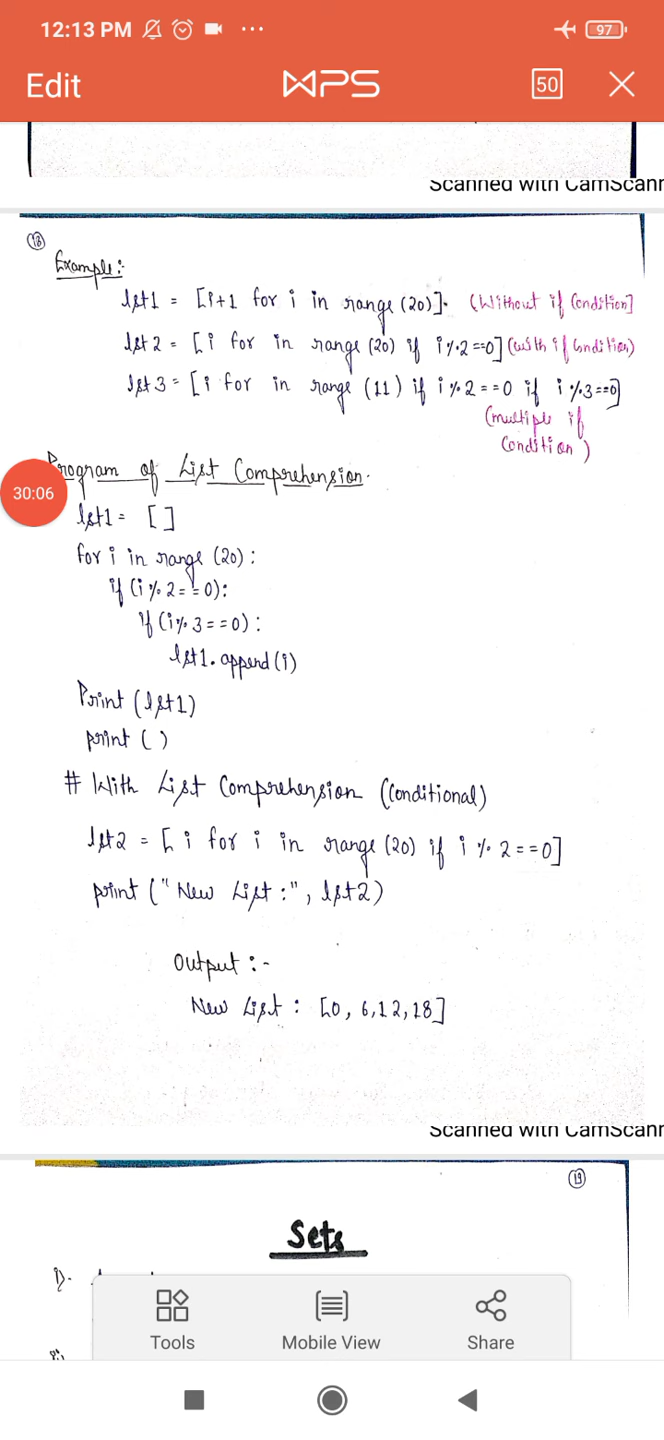 12:13 PM ... 97
Edit WPS 50
Scanned with CamScanr
18
Example:-
lst1 = [i+1 for i in range (20)]. (Without if Condition]
lst2 = [i for in range (20) if i%2==0] (with if Condition)
lst3 = [i for in range (11) if i%2==0 if i%3==0]
(multiple if
Condition)
Program of List Comprehension.
30:06
lst1 = []
for i in range (20):
if (i%2==0):
if (i%3==0):
lst1.append(i)
Print (lst1)
print ( )
# With List Comprehension (Conditional)
lst2 = [i for i in range (20) if i % 2==0]
print ("New List:", lst2)
Output :-
New List : [0, 6,12,18]
Scanned with CamScanr
19
Sets
1).
Tools Mobile View Share